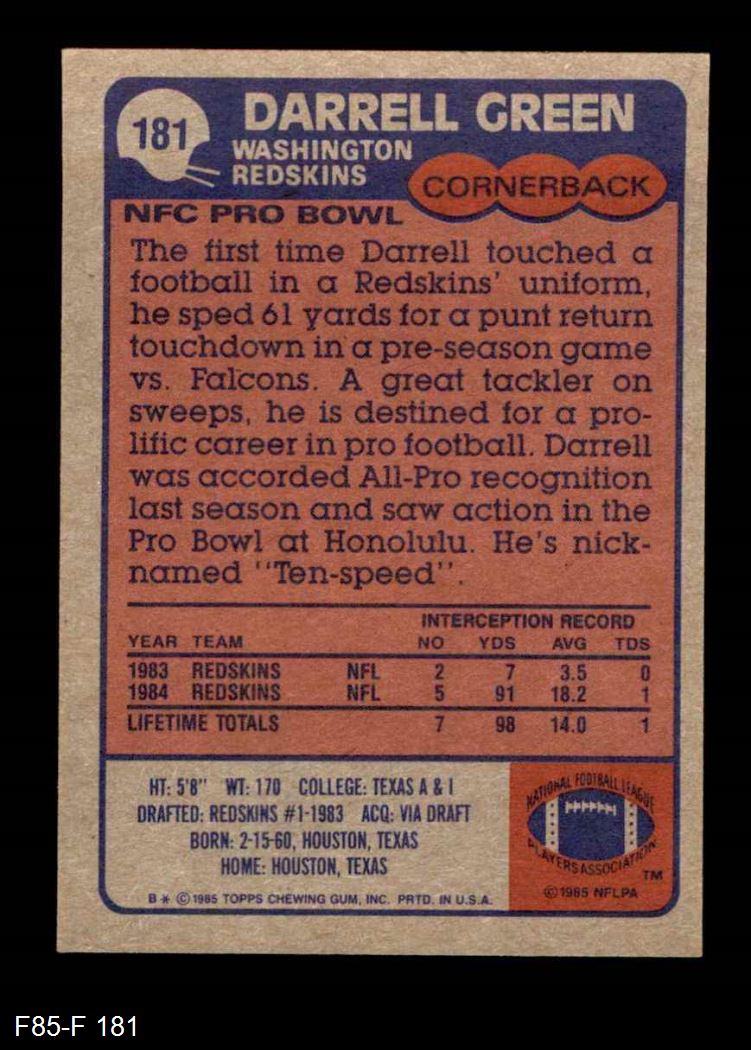 181
DARRELL GREEN
WASHINGTON
REDSKINS
CORNERBACK
NFC PRO BOWL
The first time Darrell touched a
football in a Redskins' uniform,
he sped 61 yards for a punt return
touchdown in a pre-season game
vs. Falcons. A great tackler on
sweeps, he is destined for a pro-
lific career in pro football. Darrell
was accorded All-Pro recognition
last season and saw action in the
Pro Bowl at Honolulu. He's nick-
named "Ten-speed".
INTERCEPTION RECORD
YEAR TEAM NO YDS AVG TDS
1983 REDSKINS NFL 2 7 3.5 0
1984 REDSKINS NFL 5 91 18.2 1
LIFETIME TOTALS 7 98 14.0 1
HT: 5'8" WT: 170 COLLEGE: TEXAS A & I
DRAFTED: REDSKINS #1-1983 ACQ: VIA DRAFT
BORN: 2-15-60, HOUSTON, TEXAS
HOME: HOUSTON, TEXAS
B * © 1985 TOPPS CHEWING GUM, INC. PRTD. IN U.S.A.
NATIONAL FOOTBALL LEAGUE
PLAYERS ASSOCIATION
TM
© 1985 NFLPA
F85-F 181